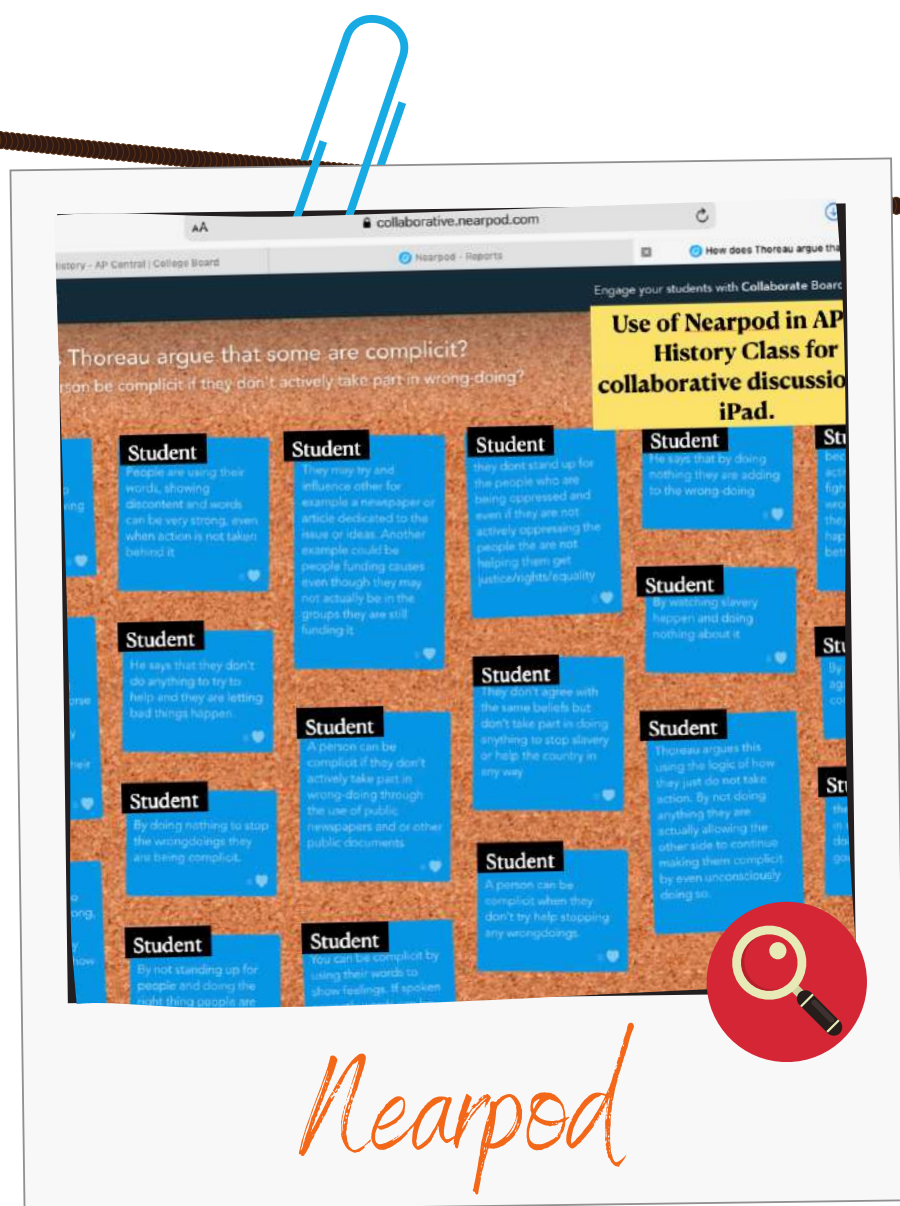 AA
collaborative.nearpod.com
History - AP Central | College Board
Nearpod - Reports
How does Thoreau argue tha
Engage your students with Collaborate Board
Use of Nearpod in AP
History Class for
collaborative discussio
iPad.
Thoreau argue that some are complicit?
son be complicit if they don't actively take part in wrong-doing?
Student
People are using their
words, showing
discontent and words
can be very strong, even
when action is not taken
behind it
Student
He says that they don't
do anything to try to
help and they are letting
bad things happen.
Student
By doing nothing to stop
the wrongdoings they
are being complicit.
Student
By not standing up for
people and doing the
right thing people are
Student
They may try and
influence other for
example a newspaper or
article dedicated to the
issue or ideas. Another
example could be
people funding causes
even though they may
not actually be in the
groups they are still
funding it
Student
A person can be
complicit if they don't
actively take part in
wrong-doing through
the use of public
newspapers and or other
public documents
Student
You can be complicit by
using their words to
show feelings. If spoken
Student
they dont stand up for
the people who are
being oppressed and
even if they are not
actively oppressing the
people the are not
helping them get
justice/rights/equality
Student
They don't agree with
the same beliefs but
don't take part in doing
anything to stop slavery
or help the country in
any way
Student
A person can be
complicit when they
don't try help stopping
any wrongdoings.
Student
He says that by doing
nothing they are adding
to the wrong-doing
Student
By watching slavery
happen and doing
nothing about it
Student
Thoreau argues this
using the logic of how
they just do not take
action. By not doing
anything they are
actually allowing the
other side to continue
making them complicit
by even unconsciously
doing so.
Nearpod